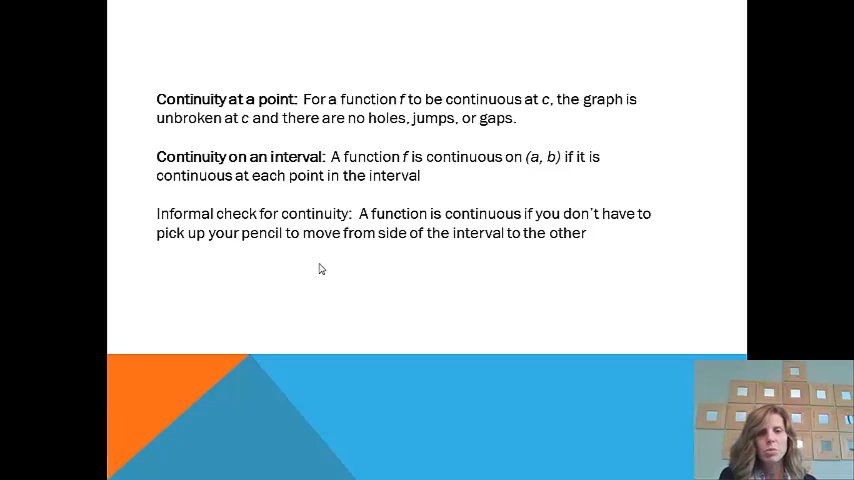 Continuity at a point: For a function f to be continuous at c, the graph is
unbroken at c and there are no holes, jumps, or gaps.
Continuity on an interval: A function f is continuous on (a, b) if it is
continuous at each point in the interval
Informal check for continuity: A function is continuous if you don't have to
pick up your pencil to move from side of the interval to the other